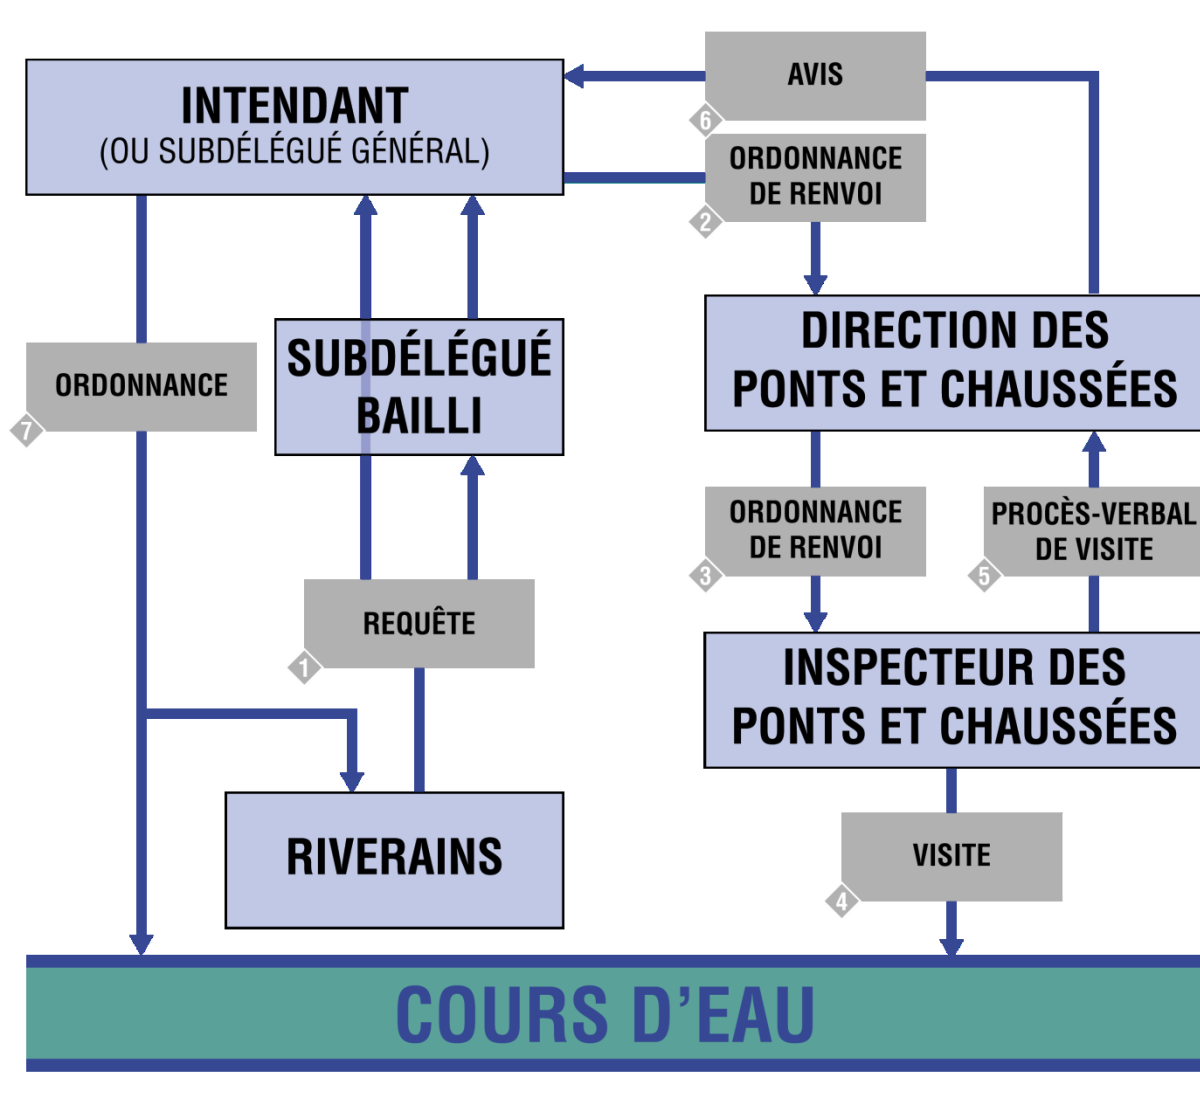 AVIS
6
INTENDANT
(OU SUBDÉLÉGUÉ GÉNÉRAL)
ORDONNANCE
DE RENVOI
2
SUBDÉLÉGUÉ
BAILLI
DIRECTION DES
PONTS ET CHAUSSÉES
ORDONNANCE
7
ORDONNANCE
DE RENVOI
3
PROCÈS-VERBAL
DE VISITE
5
REQUÊTE
1
INSPECTEUR DES
PONTS ET CHAUSSÉES
RIVERAINS
VISITE
4
COURS D’EAU